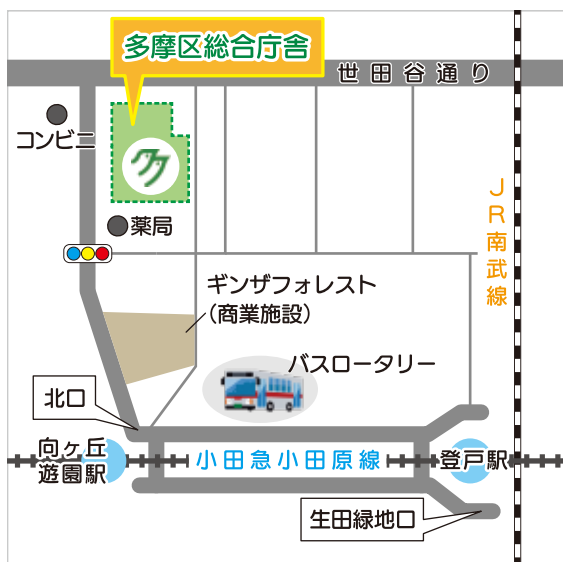 多摩区総合庁舎
世田谷通り
コンビニ
薬局
JR南武線
ギンザフォレスト
(商業施設)
バスロータリー
北口
向ヶ丘
遊園駅
小田急小田原線
登戸駅
生田緑地口